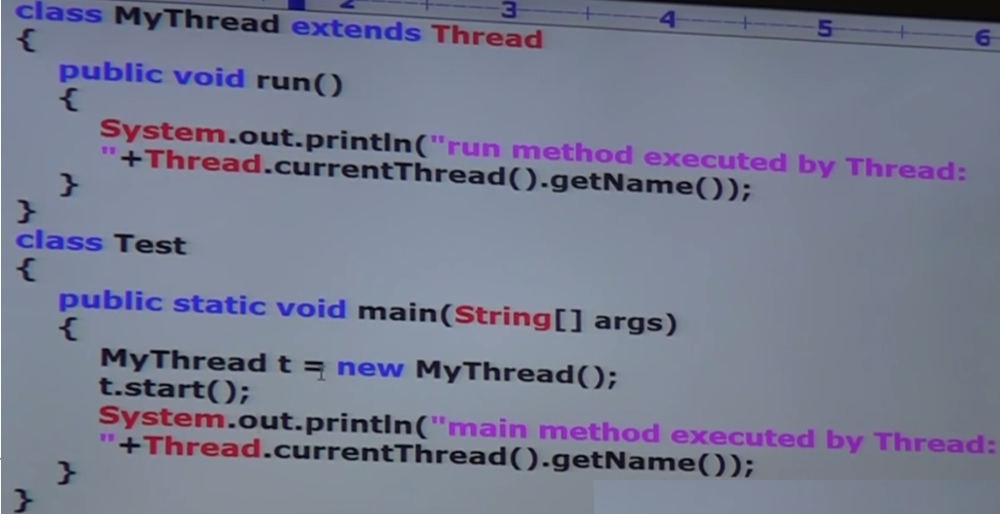 2 3 4 5 6
class MyThread extends Thread
{
public void run()
{
System.out.println("run method executed by Thread:
"+Thread.currentThread().getName());
}
}
class Test
{
public static void main(String[] args)
{
MyThread t = new MyThread();
t.start();
System.out.println("main method executed by Thread:
"+Thread.currentThread().getName());
}
}